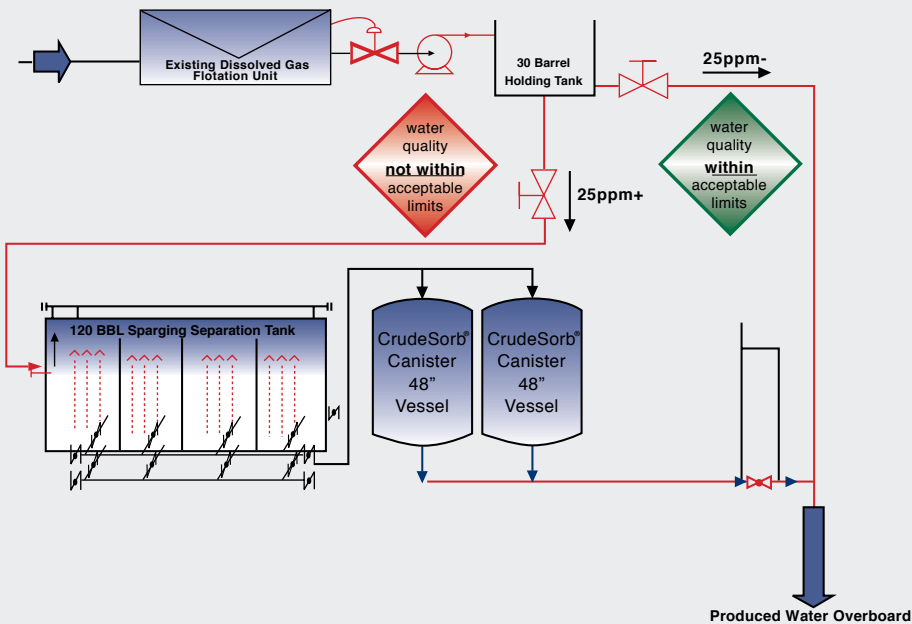 Existing Dissolved Gas
Flotation Unit
30 Barrel
Holding Tank
25ppm-
water
quality
not within
acceptable
limits
water
quality
within
acceptable
limits
25ppm+
120 BBL Sparging Separation Tank
CrudeSorb®
Canister
48”
Vessel
CrudeSorb®
Canister
48”
Vessel
Produced Water Overboard